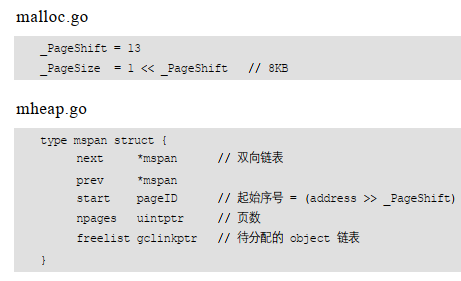 malloc.go
_PageShift = 13
_PageSize = 1 << _PageShift // 8KB
mheap.go
type mspan struct {
next *mspan // 双向链表
prev *mspan
start pageID // 起始序号 = (address >> _PageShift)
npages uintptr // 页数
freelist gclinkptr // 待分配的 object 链表
}